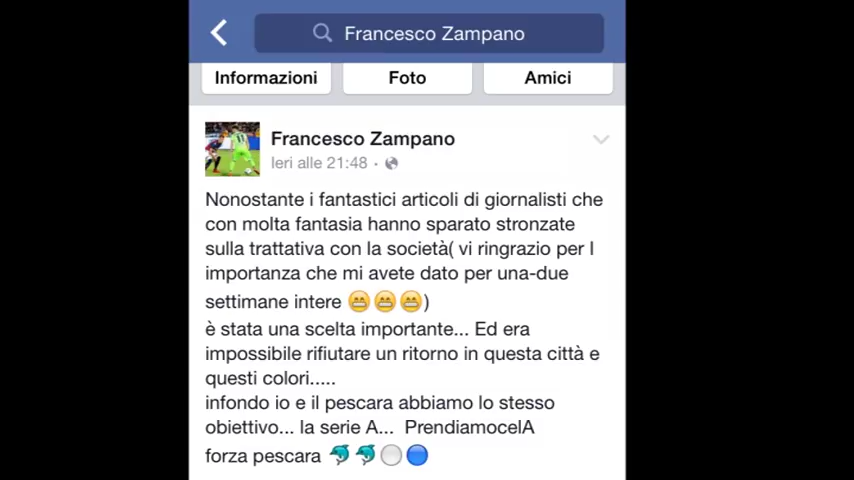 Francesco Zampano
Informazioni Foto Amici
Francesco Zampano
Ieri alle 21:48 ·
Nonostante i fantastici articoli di giornalisti che
con molta fantasia hanno sparato stronzate
sulla trattativa con la società( vi ringrazio per l
importanza che mi avete dato per una-due
settimane intere 😁😁😁)
è stata una scelta importante... Ed era
impossibile rifiutare un ritorno in questa città e
questi colori.....
infondo io e il pescara abbiamo lo stesso
obiettivo... la serie A... PrendiamocelA
forza pescara 🐬🐬⚪🔵